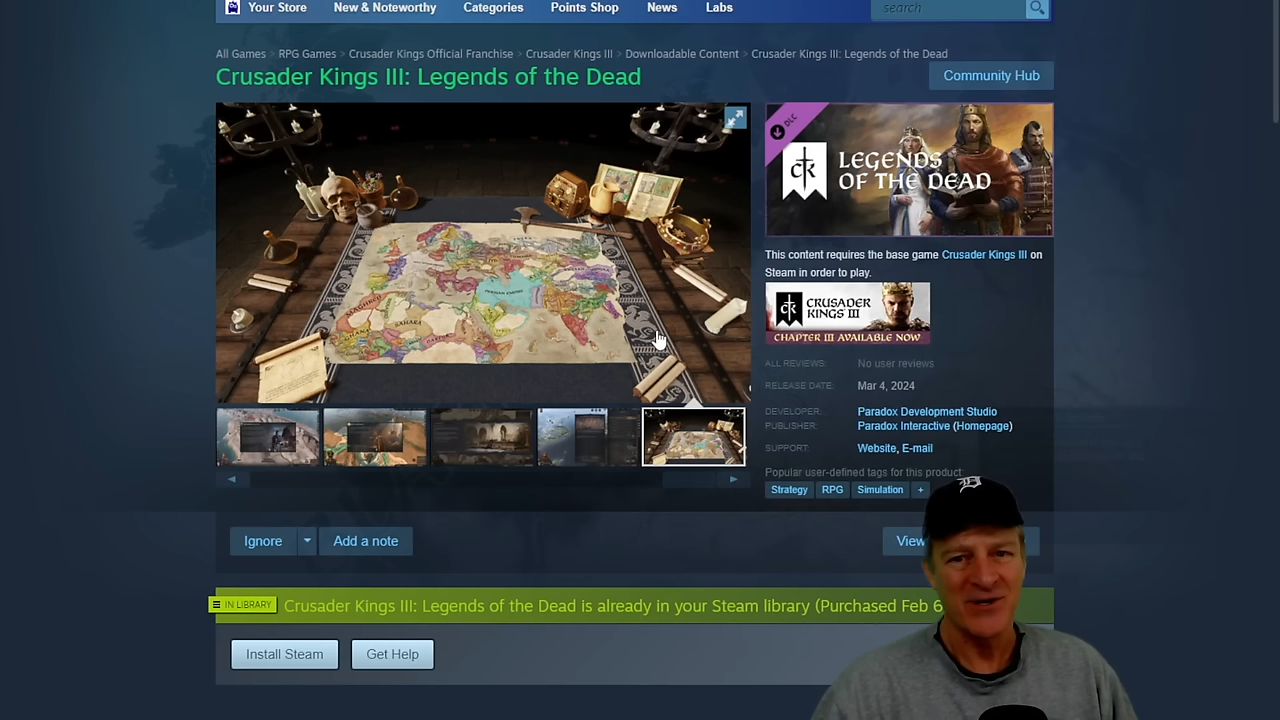 Your Store New & Noteworthy Categories Points Shop News Labs search
All Games > RPG Games > Crusader Kings Official Franchise > Crusader Kings III > Downloadable Content > Crusader Kings III: Legends of the Dead
Crusader Kings III: Legends of the Dead
Community Hub
DLC
LEGENDS
OF THE DEAD
PERSIAN EMPIRE
MAGHREB
SAHARA
GHANA
This content requires the base game Crusader Kings III on
Steam in order to play.
CRUSADER
KINGS III
CHAPTER III AVAILABLE NOW
ALL REVIEWS: No user reviews
RELEASE DATE: Mar 4, 2024
DEVELOPER: Paradox Development Studio
PUBLISHER: Paradox Interactive (Homepage)
SUPPORT: Website, E-mail
Popular user-defined tags for this product:
Strategy RPG Simulation +
Ignore Add a note View
IN LIBRARY Crusader Kings III: Legends of the Dead is already in your Steam library (Purchased Feb 6
Install Steam Get Help